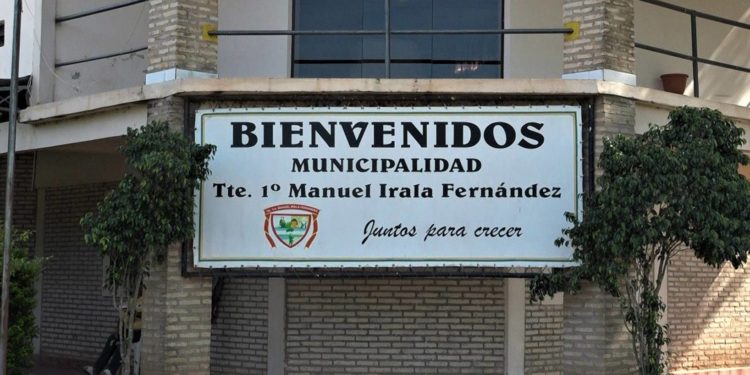 BIENVENIDOS
MUNICIPALIDAD
Tte. 1º Manuel Irala Fernández
Juntos para crecer